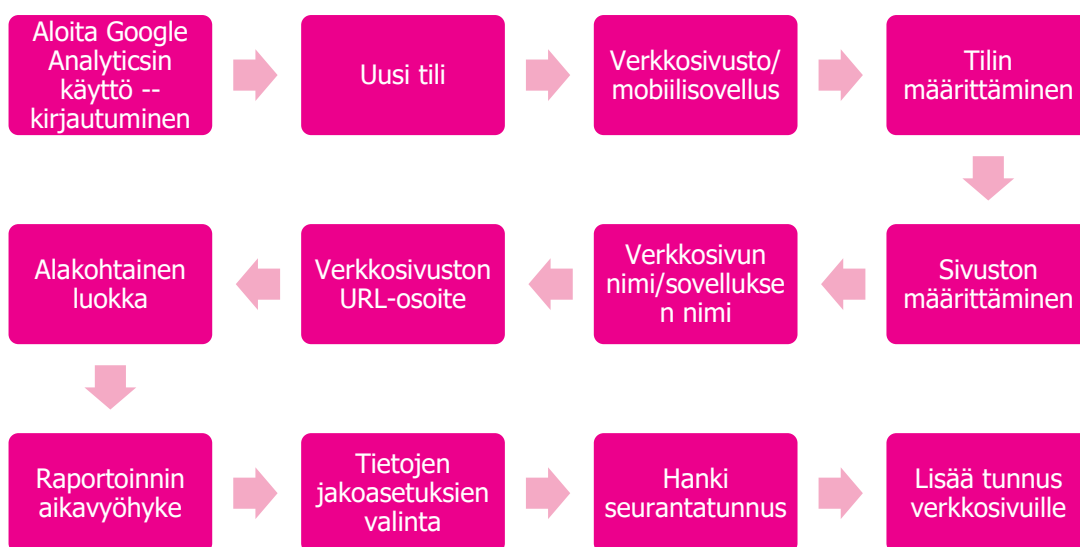 Aloita Google
Analyticsin
käyttö --
kirjautuminen
Uusi tili
Verkkosivusto/
mobiilisovellus
Tilin
määrittäminen
Sivuston
määrittäminen
Verkkosivun
nimi/sovellukse
n nimi
Verkkosivuston
URL-osoite
Alakohtainen
luokka
Raportoinnin
aikavyöhyke
Tietojen
jakoasetuksien
valinta
Hanki
seurantatunnus
Lisää tunnus
verkkosivuille